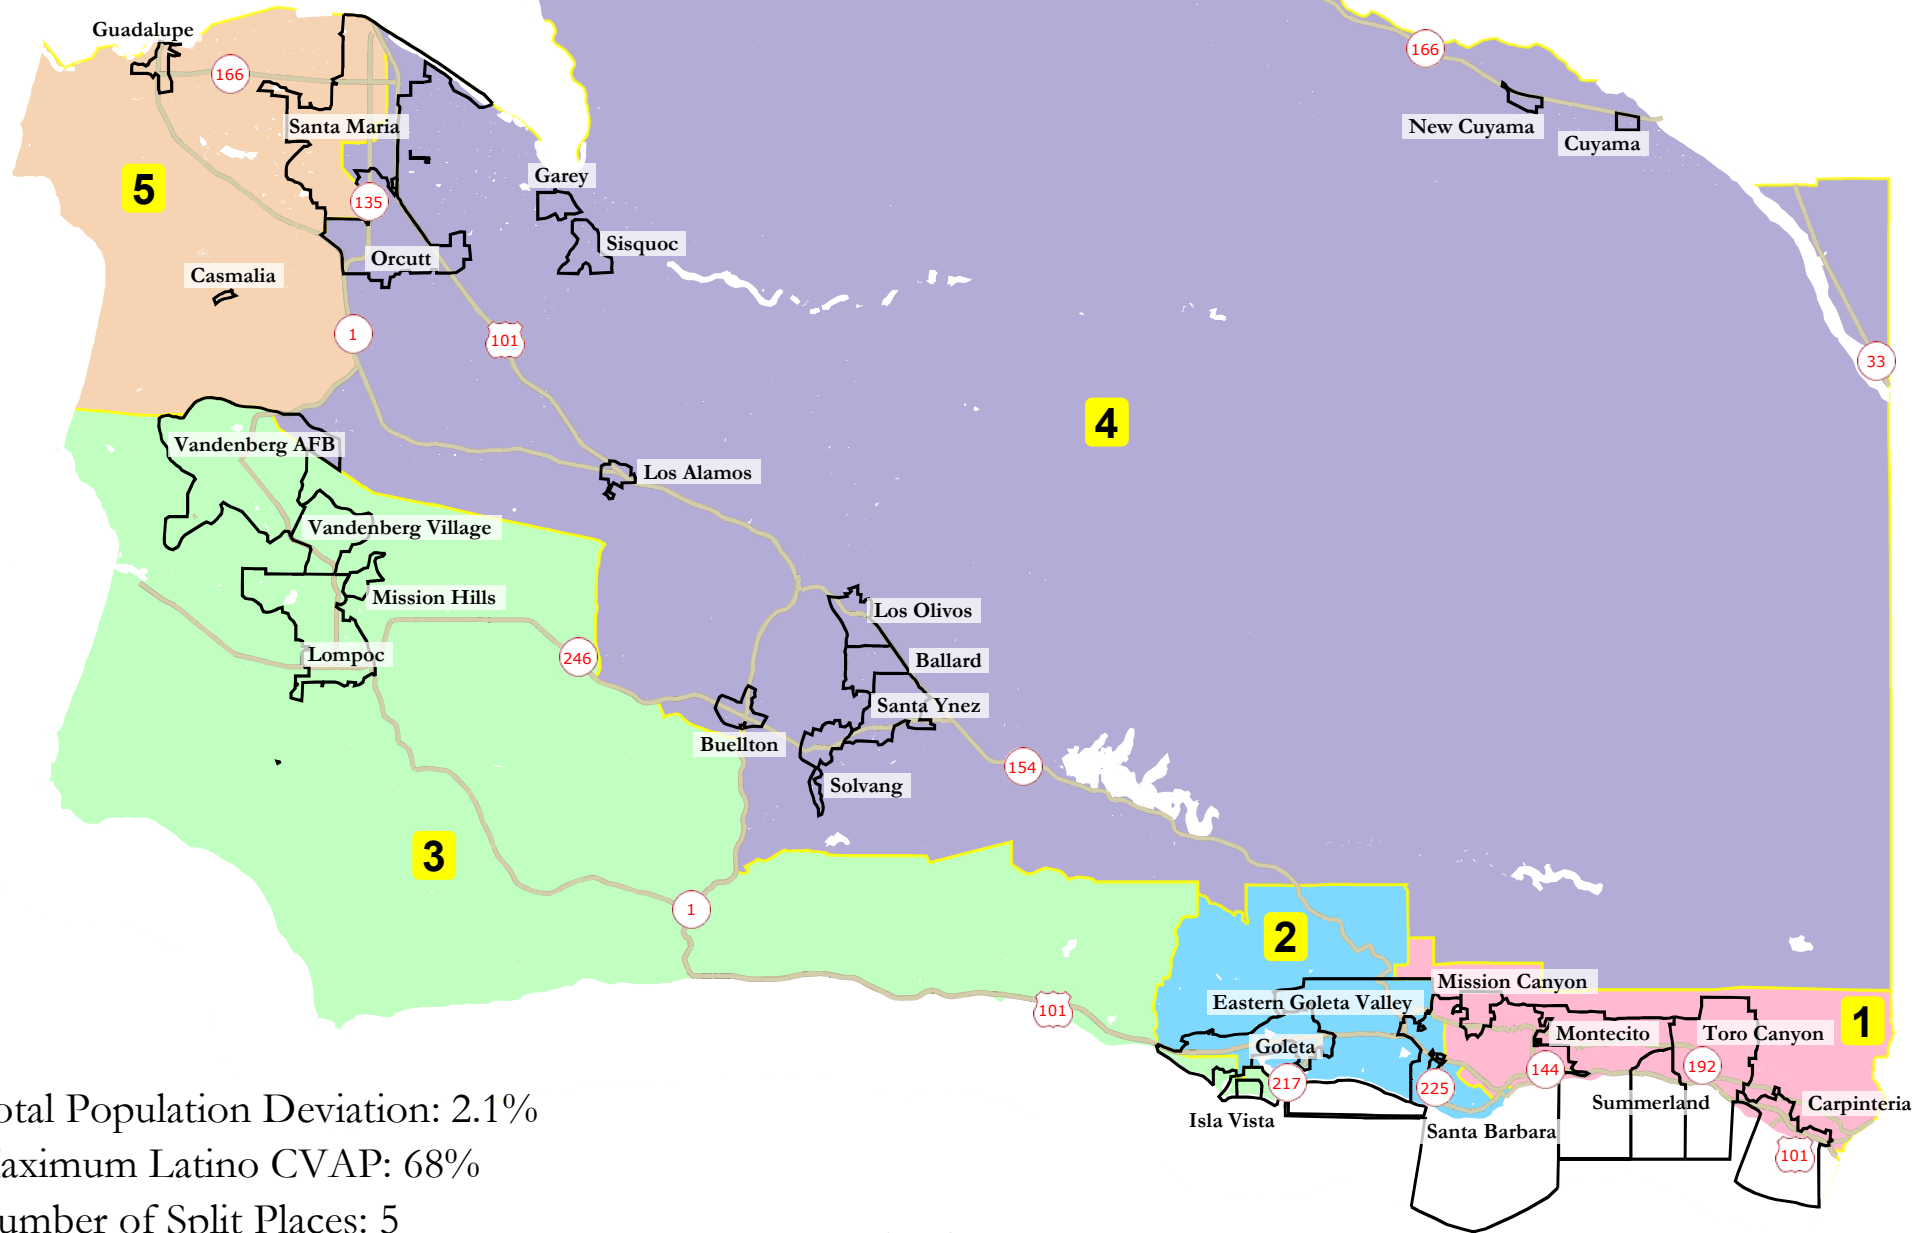 Guadalupe
166
166
New Cuyama
Cuyama
Santa Maria
Garey
5
135
Sisquoc
Orcutt
Casmalia
1
101
33
4
Vandenberg AFB
Los Alamos
Vandenberg Village
Mission Hills
Los Olivos
Lompoc
246
Ballard
Santa Ynez
Buellton
154
Solvang
3
1
2
Mission Canyon
Eastern Goleta Valley
101
1
Goleta
Montecito
Toro Canyon
217
225
144
192
Isla Vista
Summerland
Carpinteria
Santa Barbara
101
otal Population Deviation: 2.1%
aximum Latino CVAP: 68%
umber of Split Places: 5